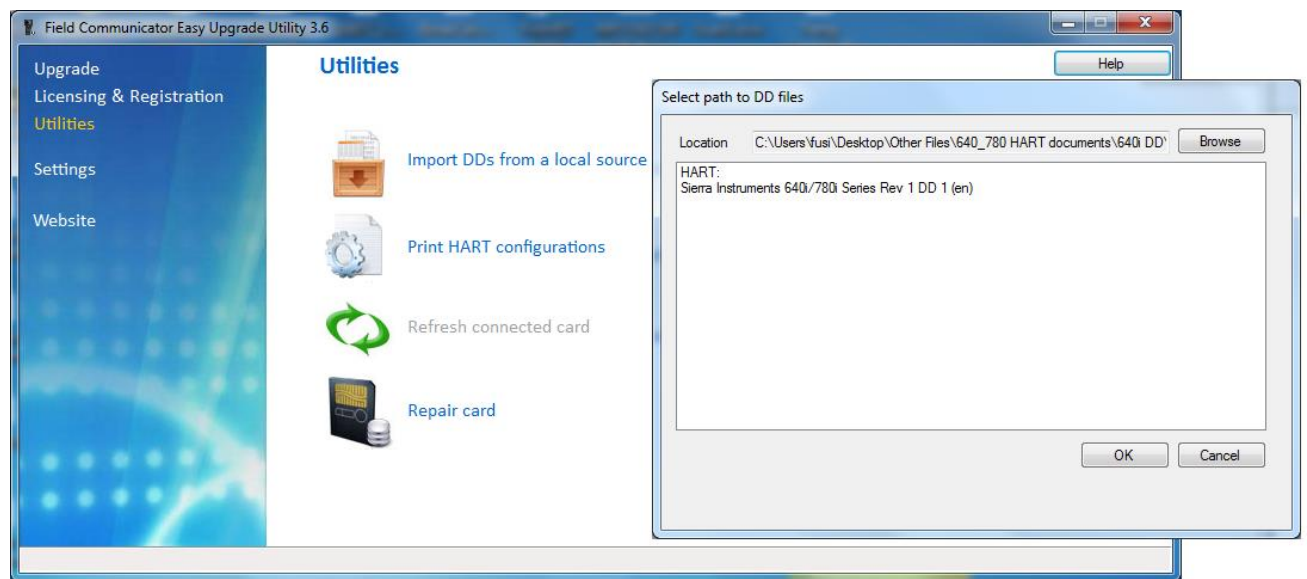 Field Communicator Easy Upgrade Utility 3.6
Upgrade
Licensing & Registration
Utilities
Settings
Website
Utilities
Help
Import DDs from a local source
Print HART configurations
Refresh connected card
Repair card
Select path to DD files
Location C:\Users\fusi\Desktop\Other Files\640_780 HART documents\640i DD\ Browse
HART:
Sierra Instruments 640i/780i Series Rev 1 DD 1 (en)
OK Cancel